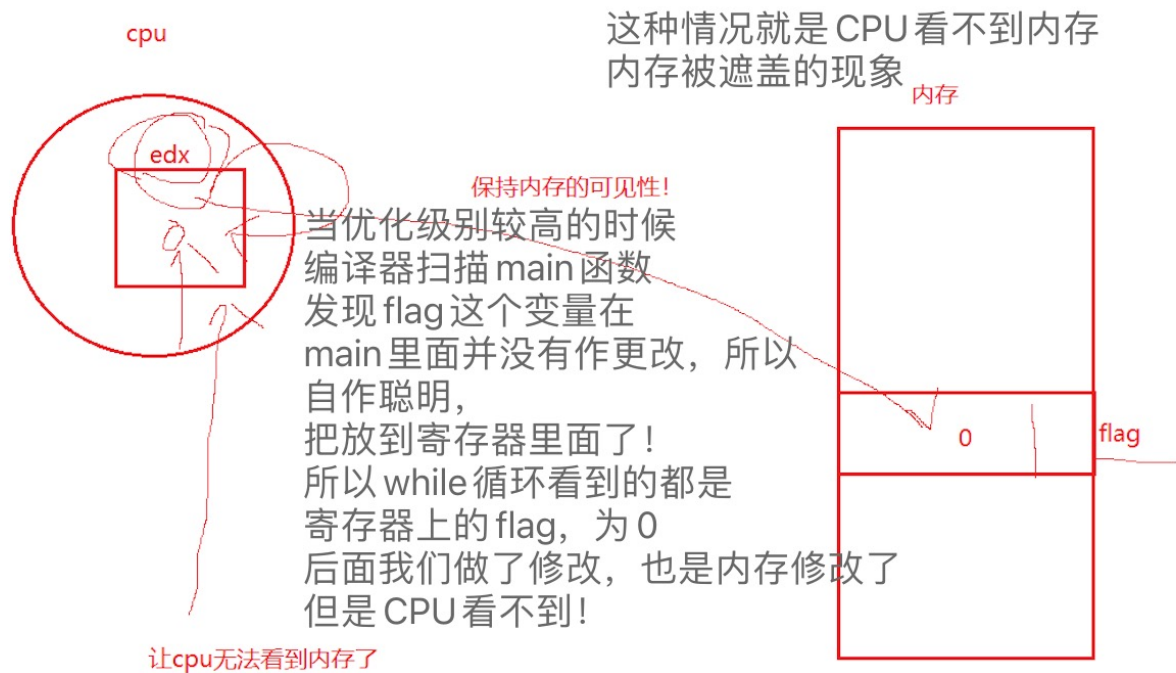 cpu
这种情况就是CPU看不到内存
内存被遮盖的现象
内存
edx
保持内存的可见性！
当优化级别较高的时候
编译器扫描main函数
发现flag这个变量在
main里面并没有作更改，所以
自作聪明，
把放到寄存器里面了！
所以while循环看到的都是
寄存器上的flag，为0
后面我们做了修改，也是内存修改了
但是CPU看不到！
0
flag
让cpu无法看到内存了